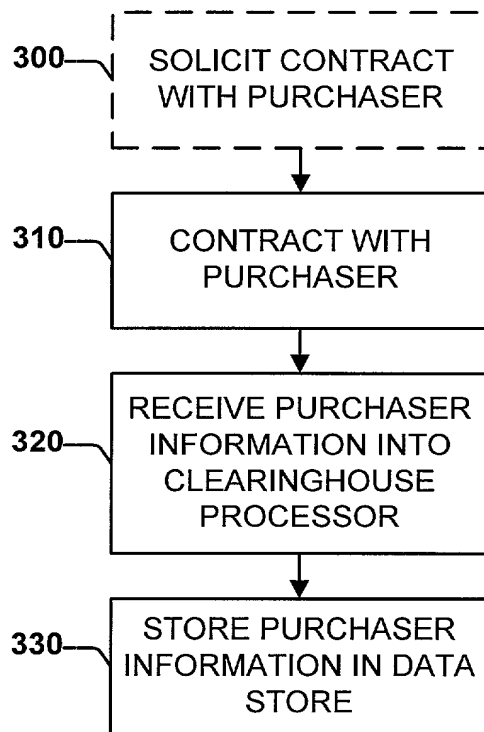 300
SOLICIT CONTRACT
WITH PURCHASER
310
CONTRACT WITH
PURCHASER
320
RECEIVE PURCHASER
INFORMATION INTO
CLEARINGHOUSE
PROCESSOR
330
STORE PURCHASER
INFORMATION IN DATA
STORE